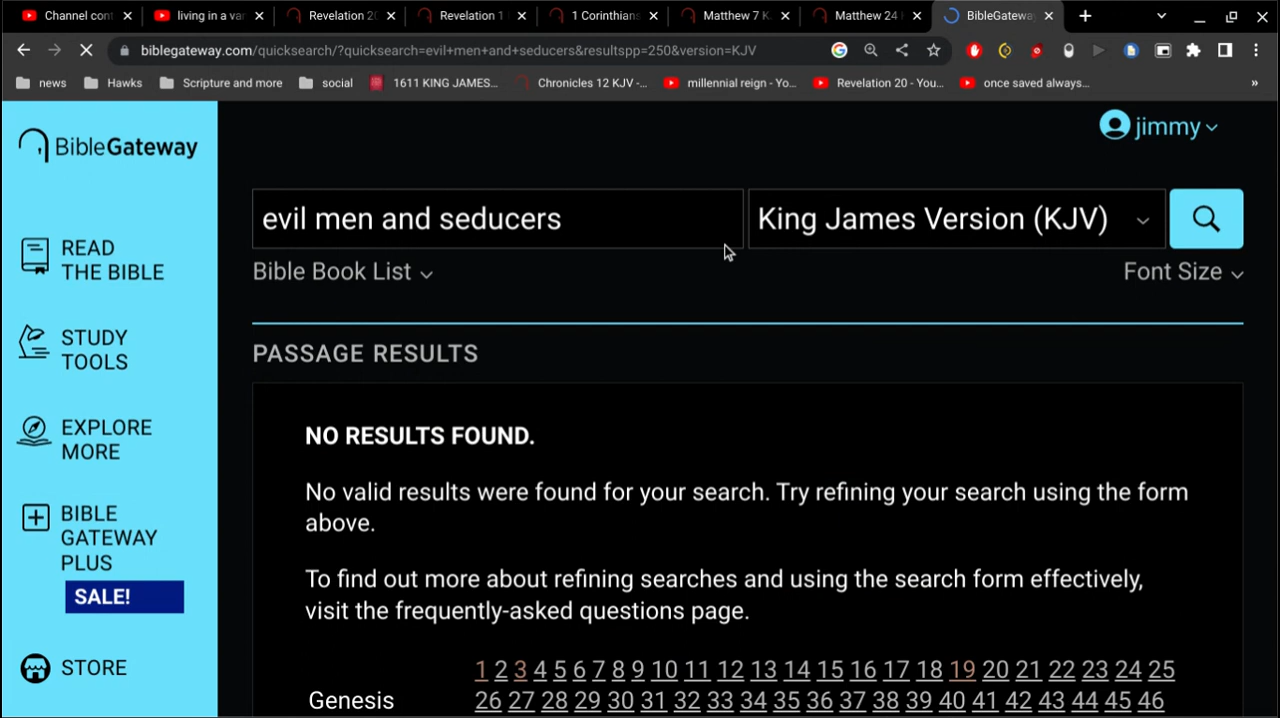 Channel cont
living in a van
Revelation 20
Revelation 1
1 Corinthians
Matthew 7 K
Matthew 24
BibleGateway
biblegateway.com/quicksearch/?quicksearch=evil+men+and+seducers&resultspp=250&version=KJV
news
Hawks
Scripture and more
social
1611 KING JAMES...
Chronicles 12 KJV -...
millennial reign - Yo...
Revelation 20 - You...
once saved always...
»
BibleGateway
jimmy
evil men and seducers
King James Version (KJV)
Bible Book List
Font Size
READ
THE BIBLE
STUDY
TOOLS
EXPLORE
MORE
BIBLE
GATEWAY
PLUS
SALE!
STORE
PASSAGE RESULTS
NO RESULTS FOUND.
No valid results were found for your search. Try refining your search using the form
above.
To find out more about refining searches and using the search form effectively,
visit the frequently-asked questions page.
Genesis
1 2 3 4 5 6 7 8 9 10 11 12 13 14 15 16 17 18 19 20 21 22 23 24 25
26 27 28 29 30 31 32 33 34 35 36 37 38 39 40 41 42 43 44 45 46